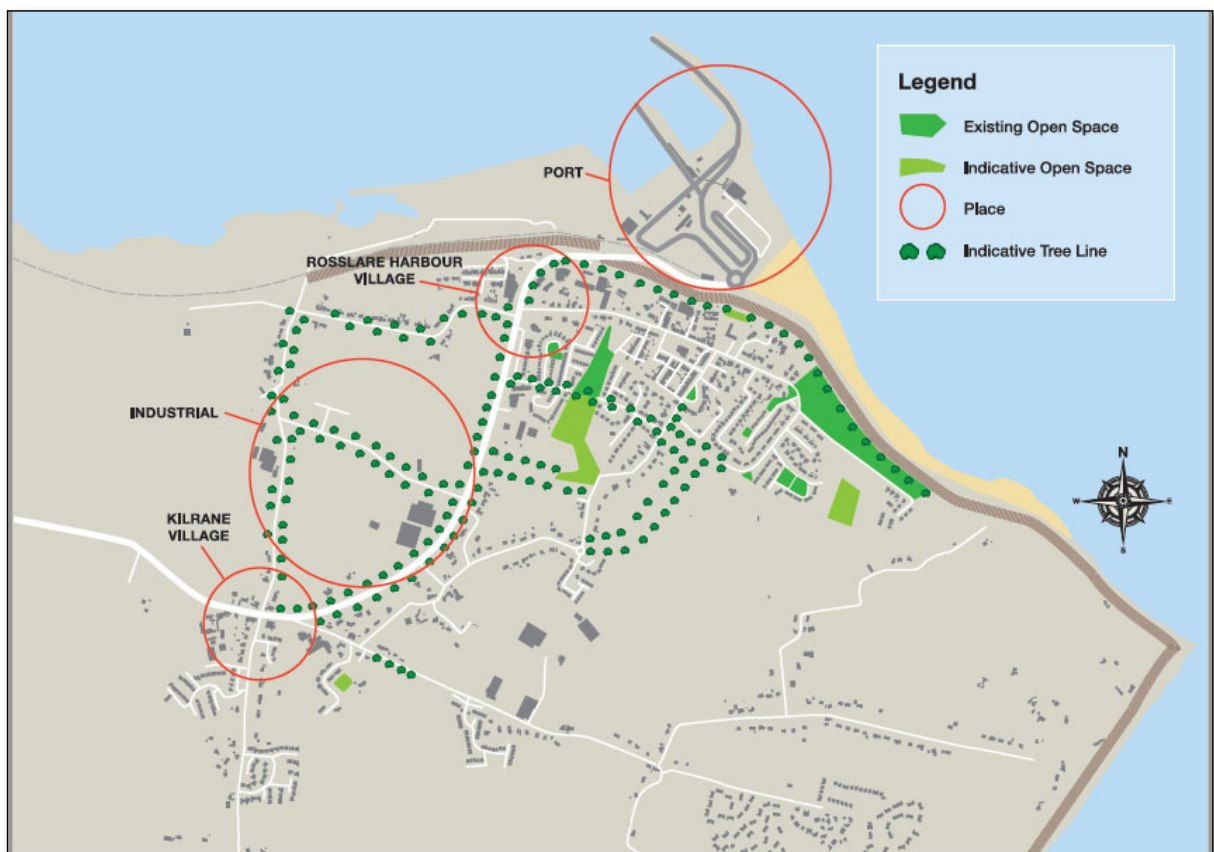 Legend
Existing Open Space
Indicative Open Space
Place
Indicative Tree Line
PORT
ROSSLARE HARBOUR
VILLAGE
INDUSTRIAL
KILRANE
VILLAGE
N
W
E
S